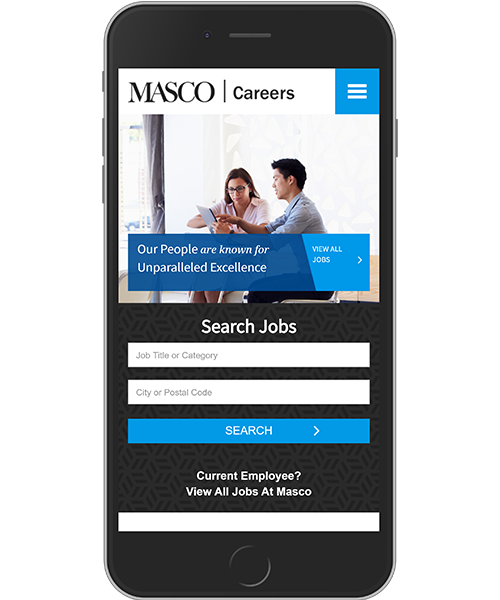 MASCO | Careers
Our People are known for
Unparalleled Excellence
VIEW ALL
JOBS
Search Jobs
Job Title or Category
City or Postal Code
SEARCH
Current Employee?
View All Jobs At Masco